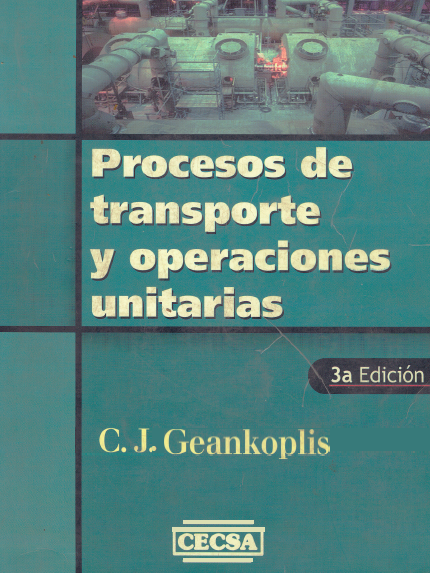 Procesos de
transporte
y operaciones
unitarias
3a Edición
C. J. Geankoplis
CECSA